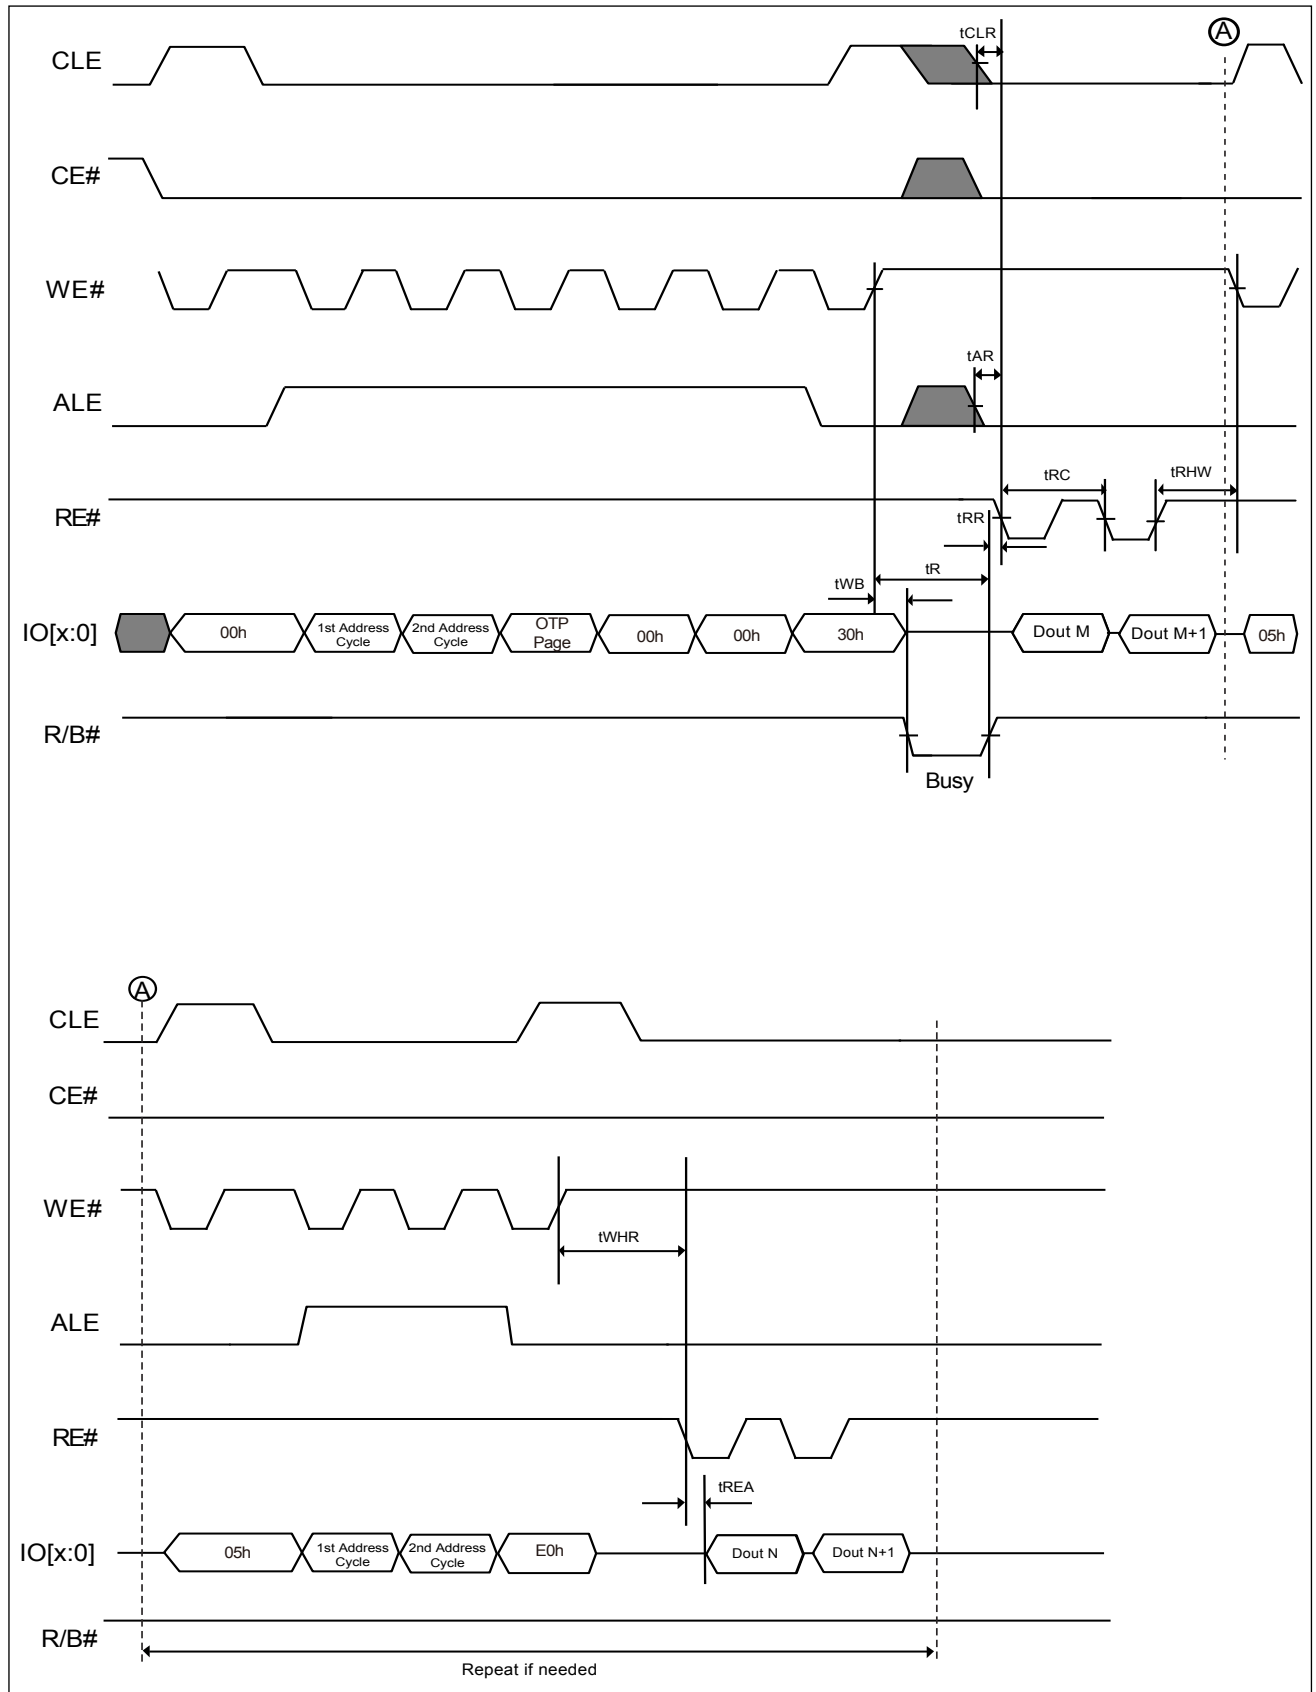 tCLR
A
CLE
CE#
WE#
tAR
ALE
tRC
tRHW
RE#
tRR
tR
tWB
IO[x:0]
00h
1st Address
Cycle
2nd Address
Cycle
OTP
Page
00h
00h
30h
Dout M
Dout M+1
05h
R/B#
Busy
A
CLE
CE#
WE#
tWHR
ALE
RE#
tREA
IO[x:0]
05h
1st Address
Cycle
2nd Address
Cycle
E0h
Dout N
Dout N+1
R/B#
Repeat if needed